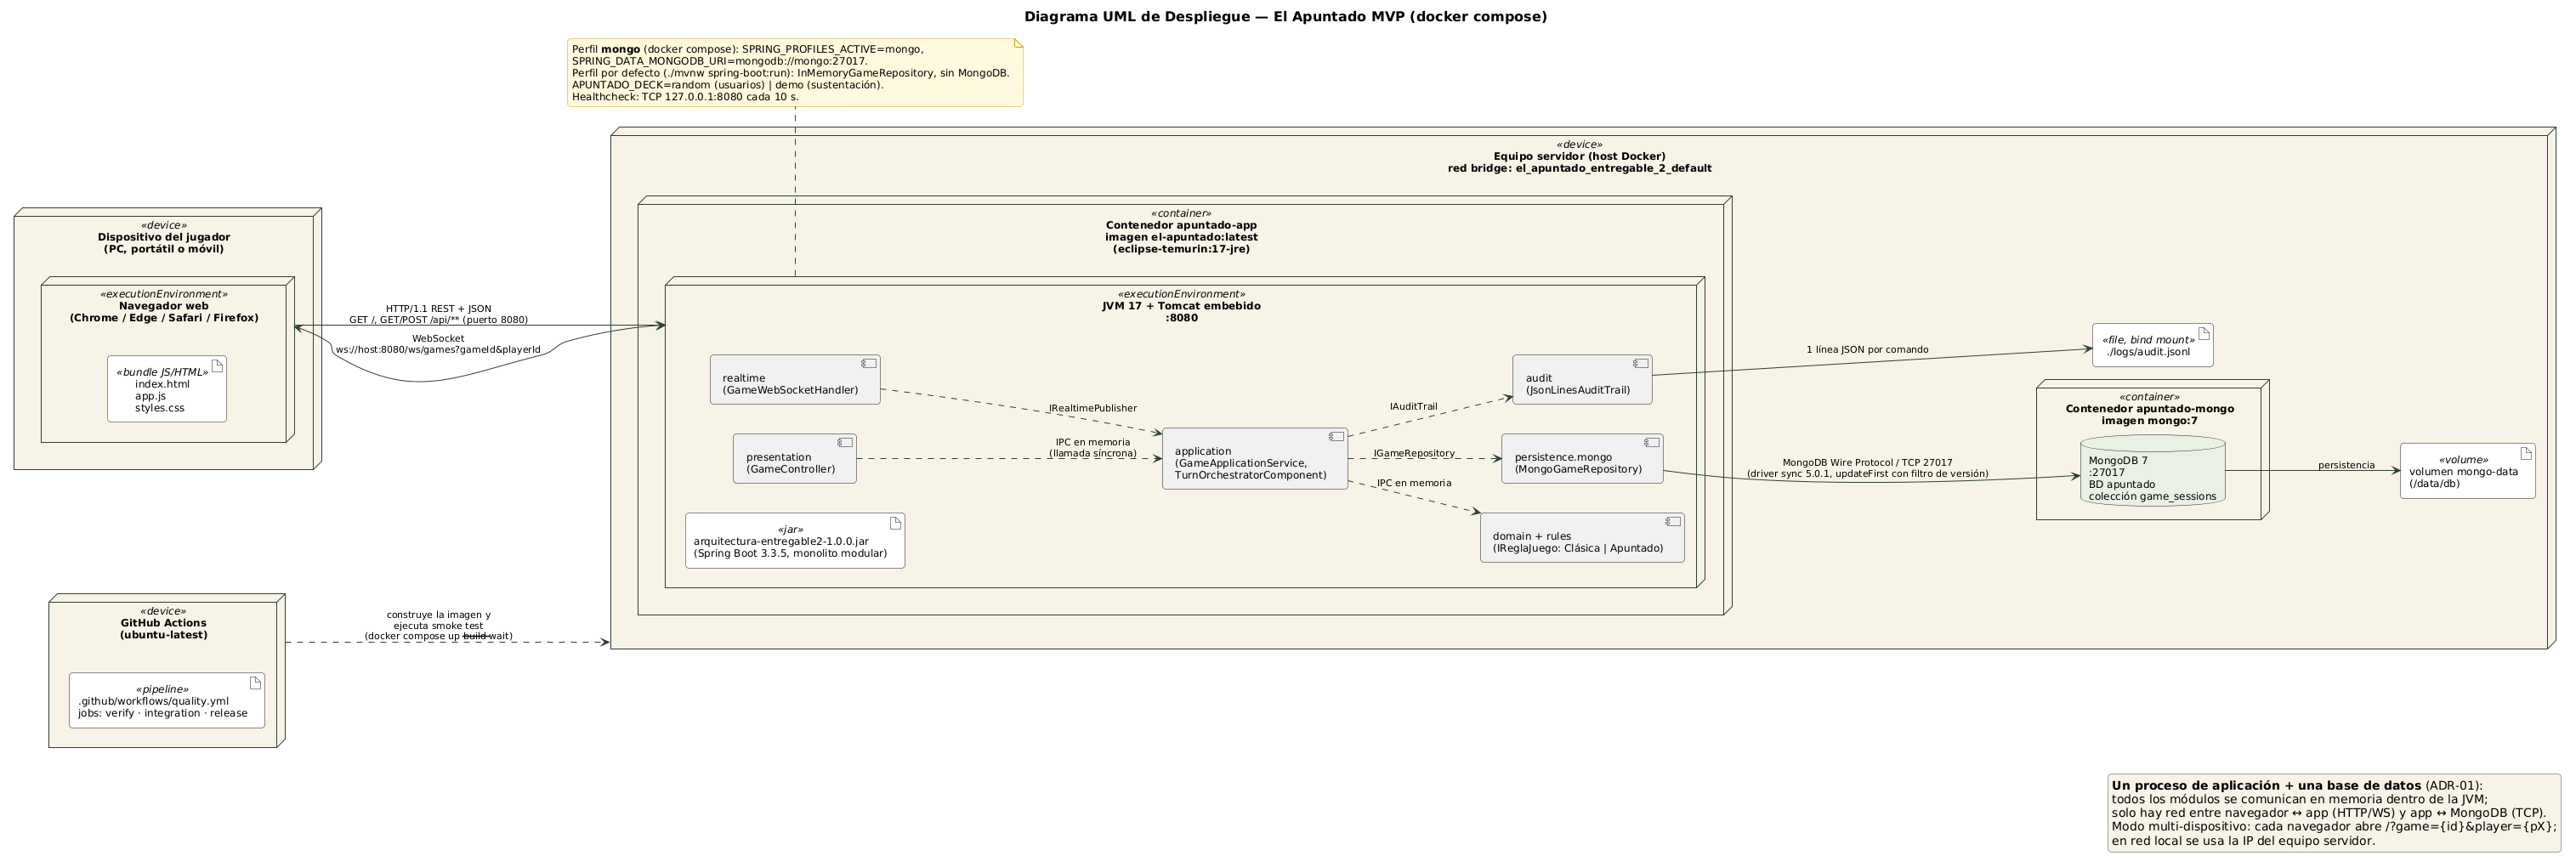 Diagrama UML de Despliegue — El Apuntado MVP (docker compose)
Perfil mongo (docker compose): SPRING_PROFILES_ACTIVE=mongo,
SPRING_DATA_MONGODB_URI=mongodb://mongo:27017.
Perfil por defecto (./mvnw spring-boot:run): InMemoryGameRepository, sin MongoDB.
APUNTADO_DECK=random (usuarios) | demo (sustentación).
Healthcheck: TCP 127.0.0.1:8080 cada 10 s.
«device»
Equipo servidor (host Docker)
red bridge: el_apuntado_entregable_2_default
«container»
Contenedor apuntado-app
imagen el-apuntado:latest
(eclipse-temurin:17-jre)
«device»
Dispositivo del jugador
(PC, portátil o móvil)
«executionEnvironment»
Navegador web
(Chrome / Edge / Safari / Firefox)
«bundle JS/HTML»
index.html
app.js
styles.css
HTTP/1.1 REST + JSON
GET /, GET/POST /api/** (puerto 8080)
WebSocket
ws://host:8080/ws/games?gameId&playerId
«executionEnvironment»
JVM 17 + Tomcat embebido
:8080
realtime
(GameWebSocketHandler)
IRealtimePublisher
presentation
(GameController)
IPC en memoria
(llamada síncrona)
«jar»
arquitectura-entregable2-1.0.0.jar
(Spring Boot 3.3.5, monolito modular)
application
(GameApplicationService,
TurnOrchestratorComponent)
IAuditTrail
IGameRepository
IPC en memoria
audit
(JsonLinesAuditTrail)
persistence.mongo
(MongoGameRepository)
domain + rules
(IReglaJuego: Clásica | Apuntado)
1 línea JSON por comando
«file, bind mount»
./logs/audit.jsonl
MongoDB Wire Protocol / TCP 27017
(driver sync 5.0.1, updateFirst con filtro de versión)
«container»
Contenedor apuntado-mongo
imagen mongo:7
MongoDB 7
:27017
BD apuntado
colección game_sessions
persistencia
«volume»
volumen mongo-data
(/data/db)
«device»
GitHub Actions
(ubuntu-latest)
«pipeline»
.github/workflows/quality.yml
jobs: verify · integration · release
construye la imagen y
ejecuta smoke test
(docker compose up build wait)
Un proceso de aplicación + una base de datos (ADR-01):
todos los módulos se comunican en memoria dentro de la JVM;
solo hay red entre navegador ↔ app (HTTP/WS) y app ↔ MongoDB (TCP).
Modo multi-dispositivo: cada navegador abre /?game={id}&player={pX};
en red local se usa la IP del equipo servidor.